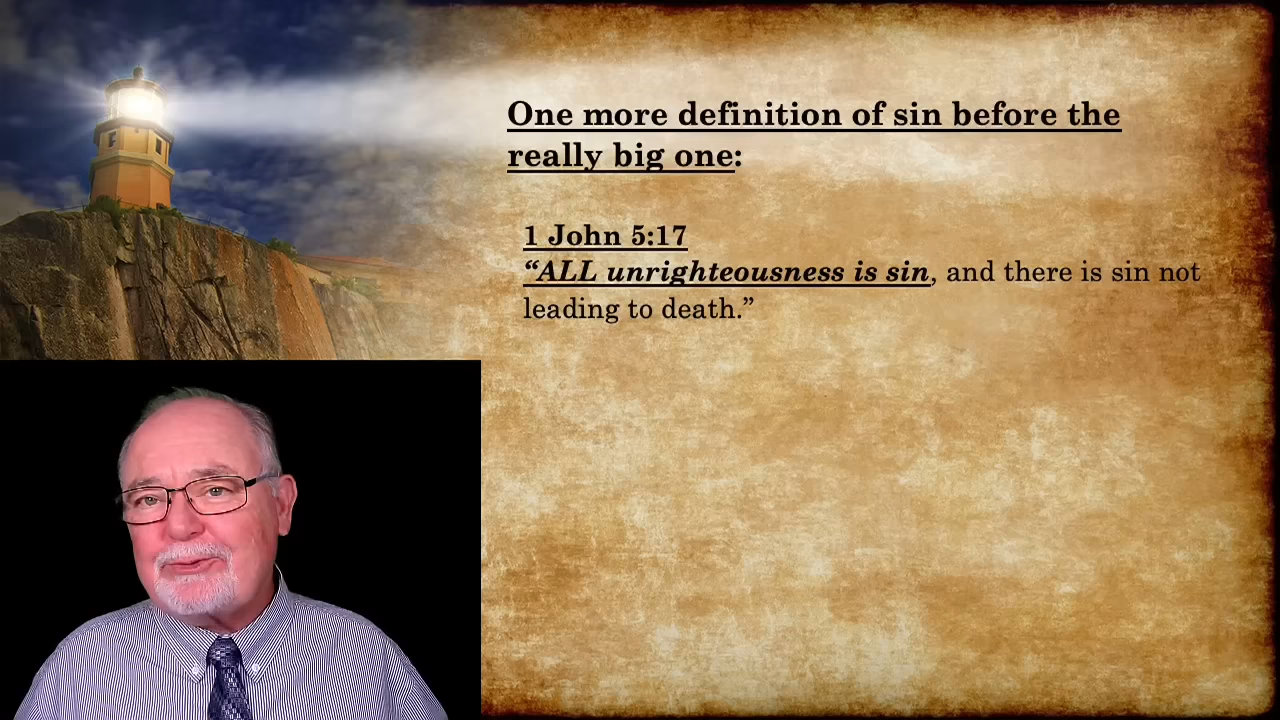 One more definition of sin before the
really big one:
1 John 5:17
“ALL unrighteousness is sin, and there is sin not
leading to death.”